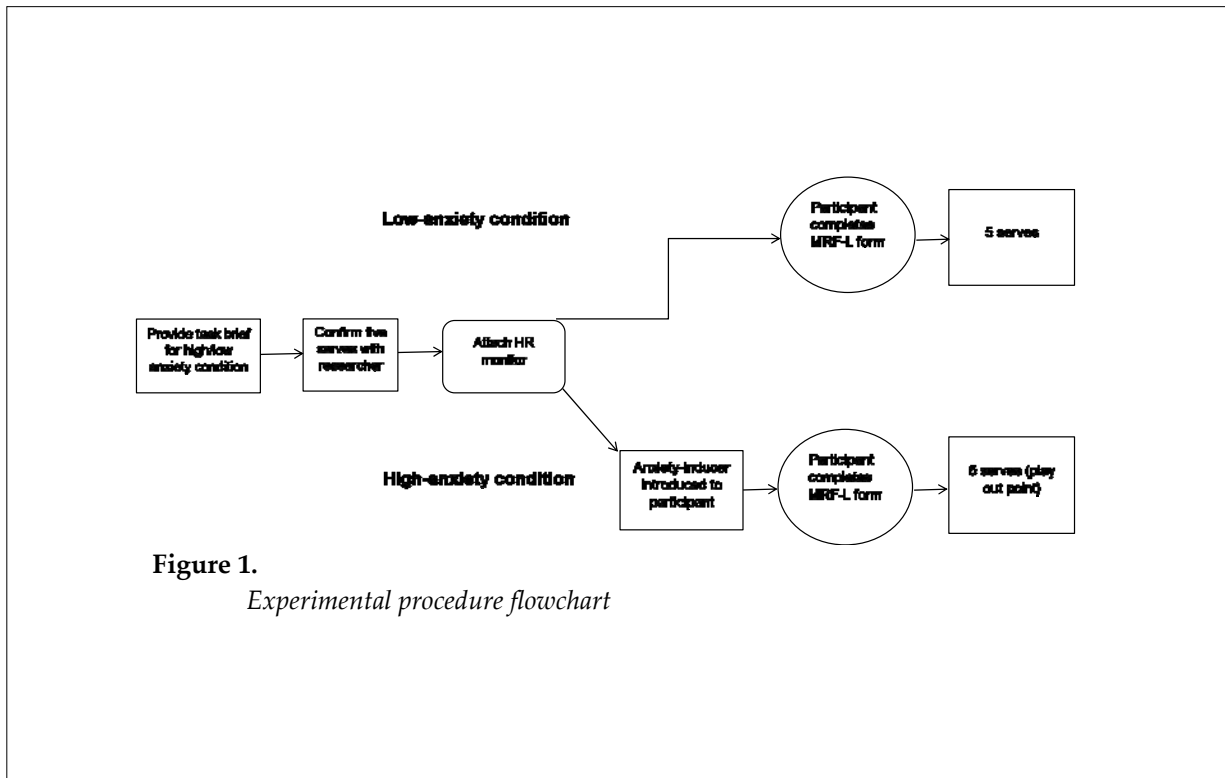 Low-anxiety condition
Participant
completes
MRF-L form
5 serves
Provide task brief
for high/low
anxiety condition
Confirm five
serves with
researcher
Attach HR
monitor
High-anxiety condition
Anxiety-inducer
introduced to
participant
Participant
completes
MRF-L form
5 serves (play
out point)
Figure 1.
Experimental procedure flowchart